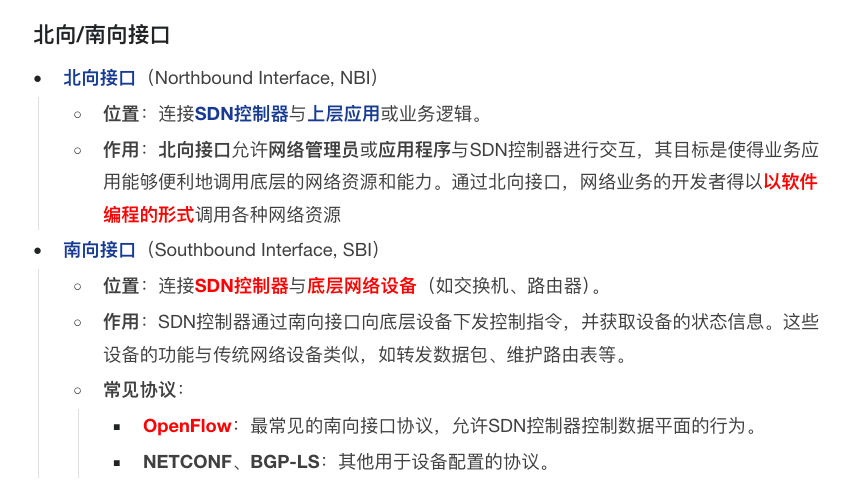 北向/南向接口
• 北向接口（Northbound Interface, NBI）
○ 位置：连接SDN控制器与上层应用或业务逻辑。
○ 作用：北向接口允许网络管理员或应用程序与SDN控制器进行交互，其目标是使得业务应
用能够便利地调用底层的网络资源和能力。通过北向接口，网络业务的开发者得以以软件
编程的形式调用各种网络资源
• 南向接口（Southbound Interface, SBI）
○ 位置：连接SDN控制器与底层网络设备（如交换机、路由器）。
○ 作用：SDN控制器通过南向接口向底层设备下发控制指令，并获取设备的状态信息。这些
设备的功能与传统网络设备类似，如转发数据包、维护路由表等。
○ 常见协议：
▪ OpenFlow：最常见的南向接口协议，允许SDN控制器控制数据平面的行为。
▪ NETCONF、BGP-LS：其他用于设备配置的协议。